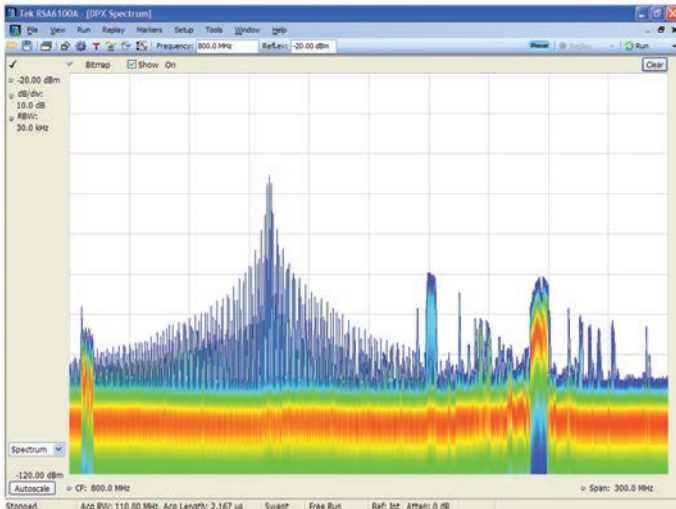 Tek RSA6100A - [DPX Spectrum]
File View Run Replay Markers Setup Tools Window Help
Frequency: 800.0 MHz RefLev: -20.00 dBm Preset Replay Run
Bitmap Show On Clear
-20.00 dBm
dB/div:
10.0 dB
RBW:
30.0 kHz
Spectrum
-120.00 dBm
Autoscale CF: 800.0 MHz Span: 300.0 MHz
Stopped Acq BW: 110.00 MHz, Acq Length: 2.167 us Swept Free Run Ref: Int Atten: 0 dB